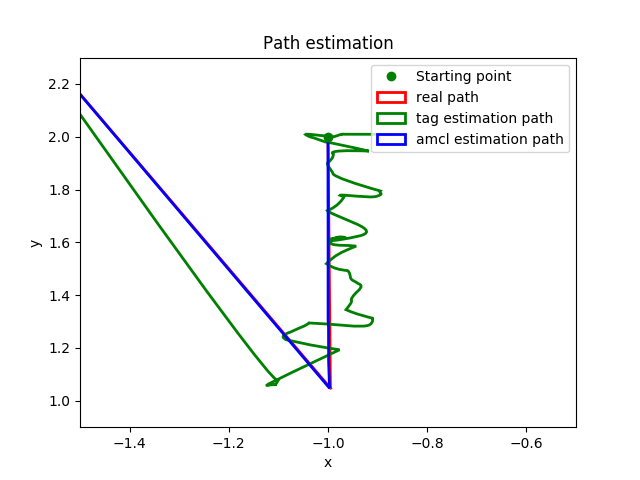 Path estimation
Starting point
real path
tag estimation path
amcl estimation path
2.2
2.0
1.8
1.6
1.4
1.2
1.0
y
−1.4
−1.2
−1.0
−0.8
−0.6
x